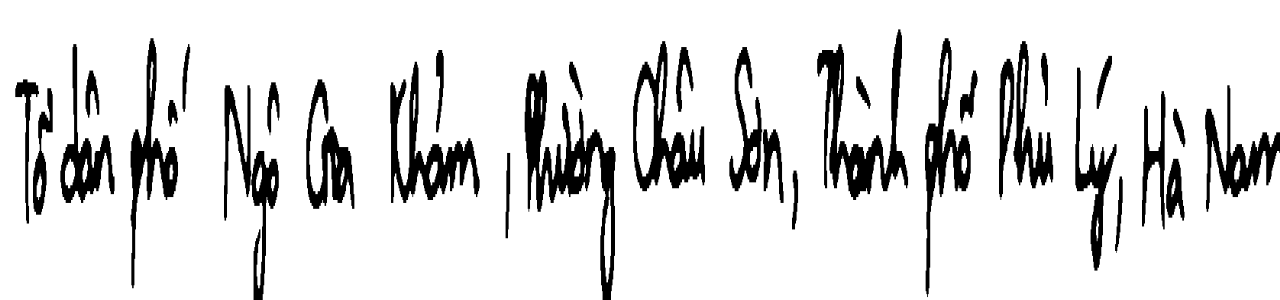 Tổ dân phố Ngô Gia Khảm, Phường Châu Sơn, Thành phố Phủ Lý, Hà Nam